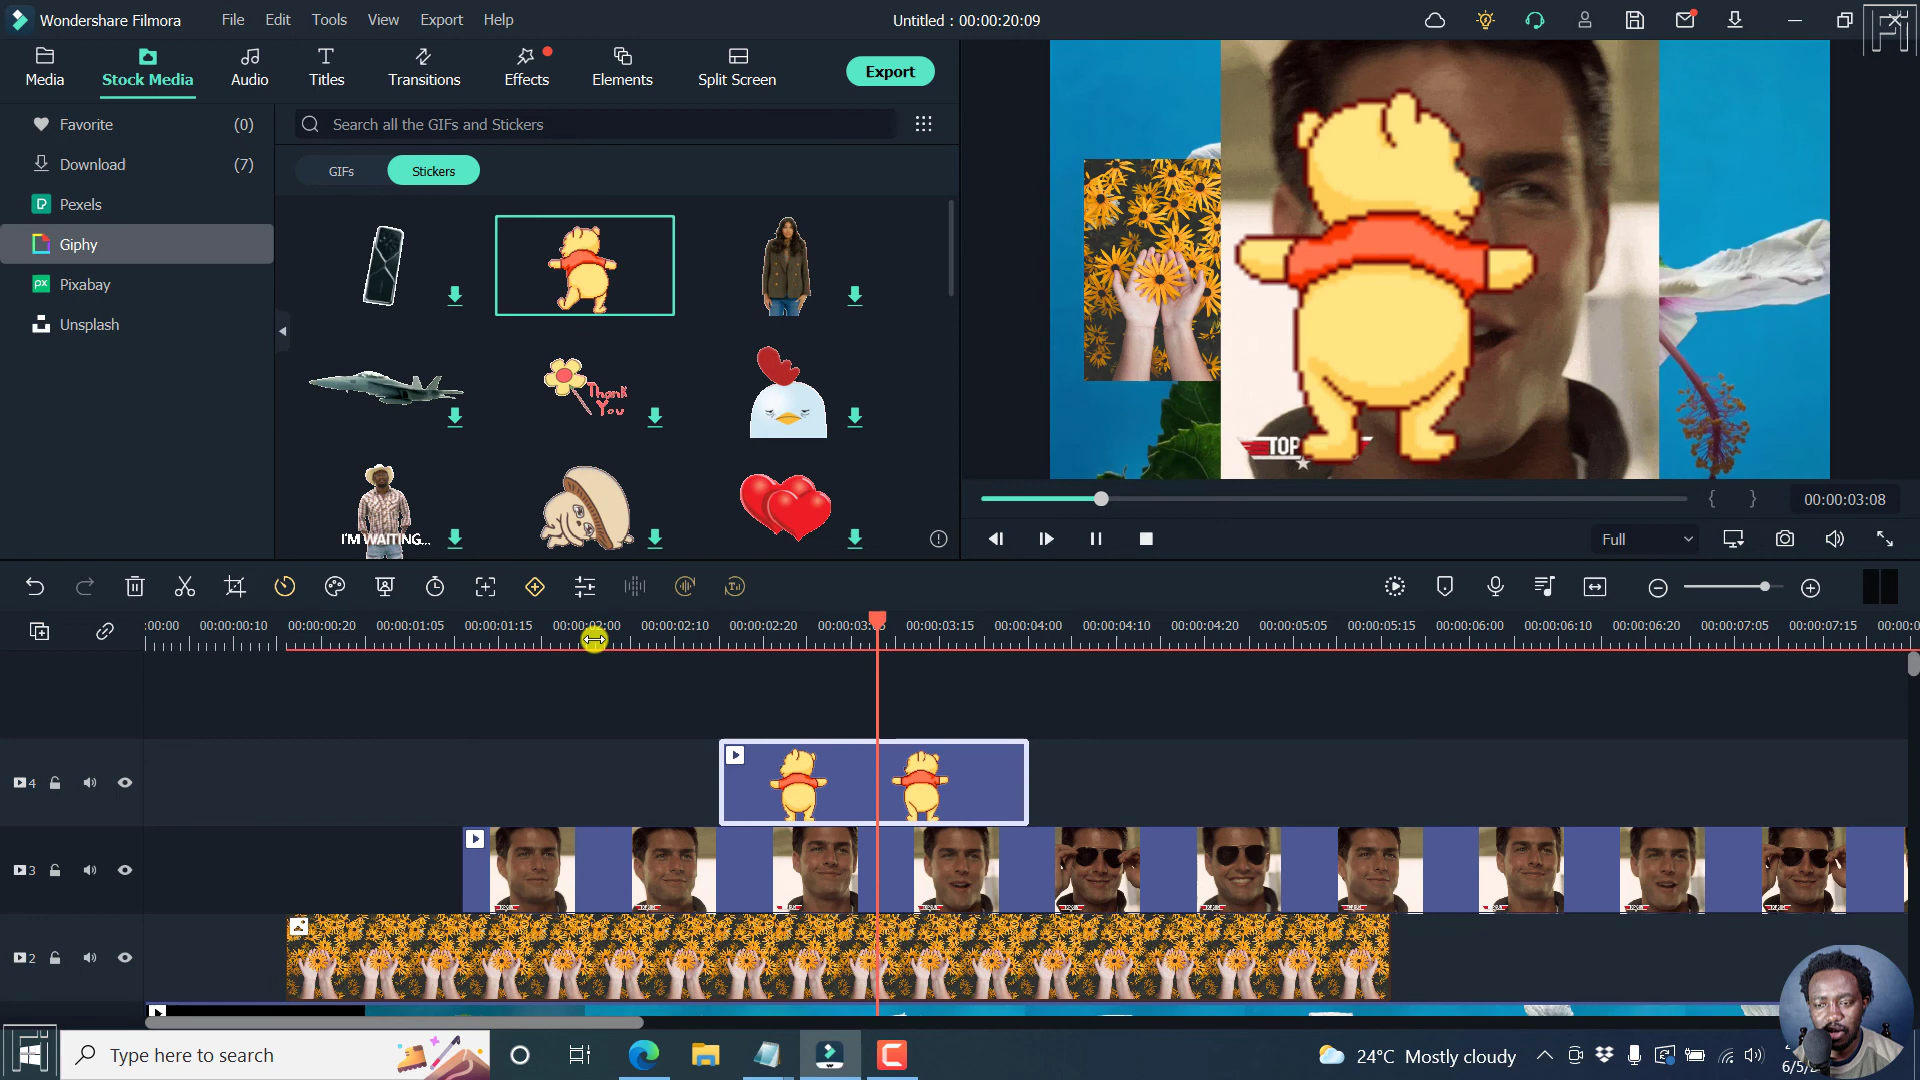 Wondershare Filmora
File
Edit
Tools
View
Export
Help
Untitled : 00:00:20:09
Media
Stock Media
Audio
Titles
Transitions
Effects
Elements
Split Screen
Export
Favorite
(0)
Download
(7)
Pexels
Giphy
Pixabay
Unsplash
Search all the GIFs and Stickers
GIFs
Stickers
Thank
You
I'M WAITING...
TOP
00:00:03:08
Full
:00:00
00:00:00:10
00:00:00:20
00:00:01:05
00:00:01:15
00:00:02:00
00:00:02:10
00:00:02:20
00:00:03:15
00:00:04:00
00:00:04:10
00:00:04:20
00:00:05:05
00:00:05:15
00:00:06:00
00:00:06:10
00:00:06:20
00:00:07:05
00:00:07:15
4
3
2
Type here to search
24°C Mostly cloudy